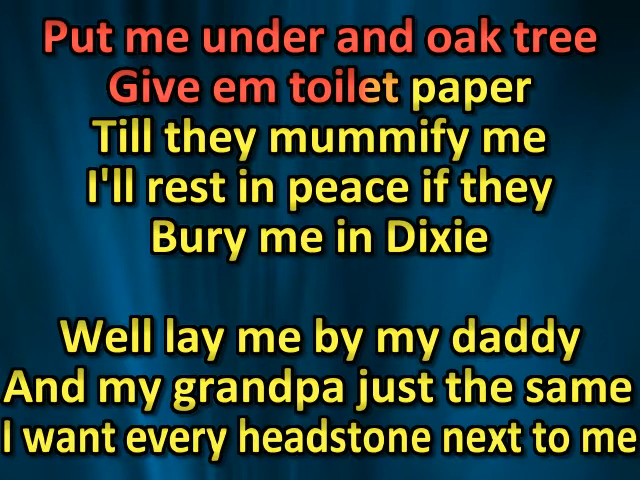 Put me under and oak tree
Give em toilet paper
Till they mummify me
I'll rest in peace if they
Bury me in Dixie
Well lay me by my daddy
And my grandpa just the same
I want every headstone next to me